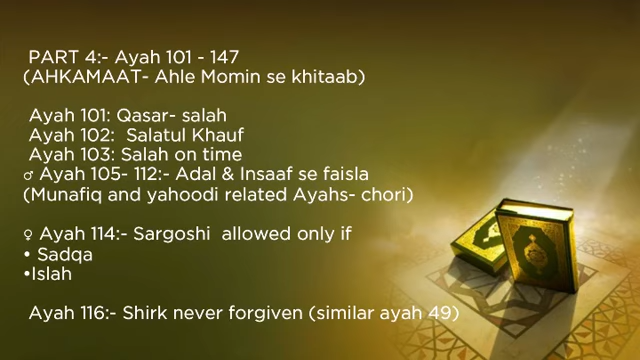 PART 4:- Ayah 101 - 147
(AHKAMAAT- Ahle Momin se khitaab)
Ayah 101: Qasar- salah
Ayah 102:  Salatul Khauf
Ayah 103: Salah on time
♂ Ayah 105- 112:- Adal & Insaaf se faisla
(Munafiq and yahoodi related Ayahs- chori)
♀ Ayah 114:- Sargoshi  allowed only if
• Sadqa
•Islah
Ayah 116:- Shirk never forgiven (similar ayah 49)